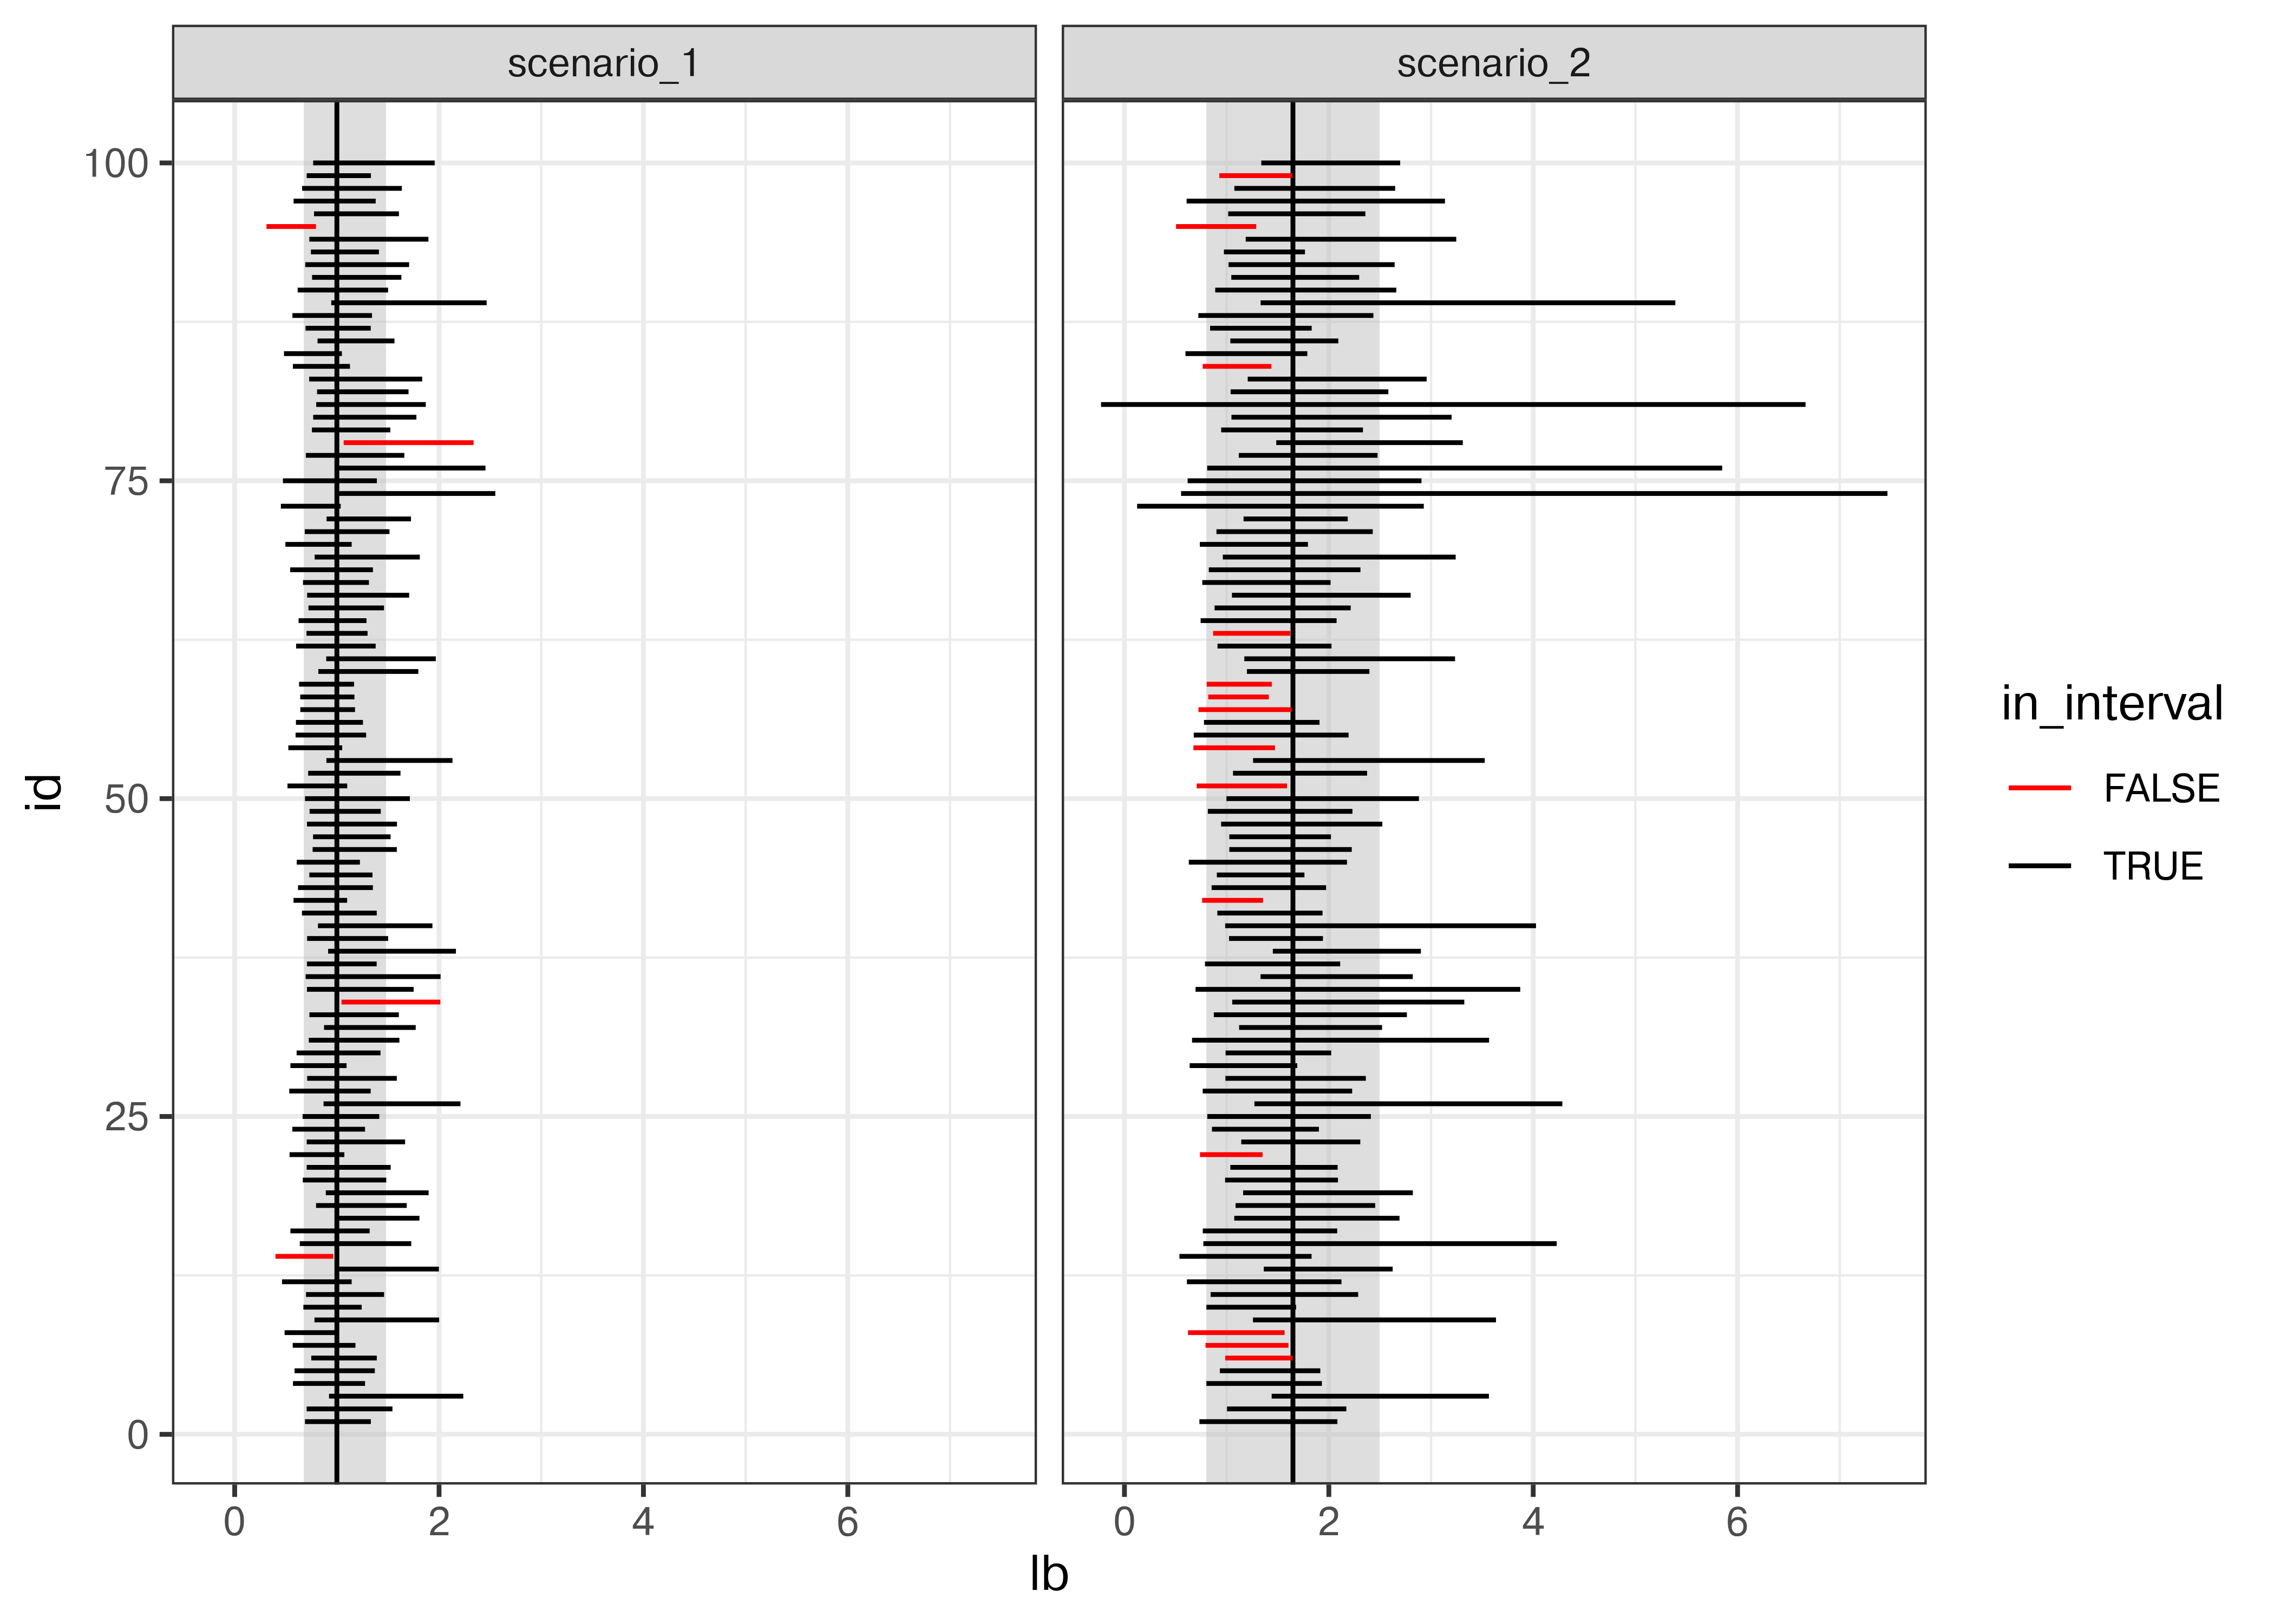 scenario_1
scenario_2
100
75
50
25
0
id
0 2 4 6
0 2 4 6
lb
in_interval
FALSE
TRUE